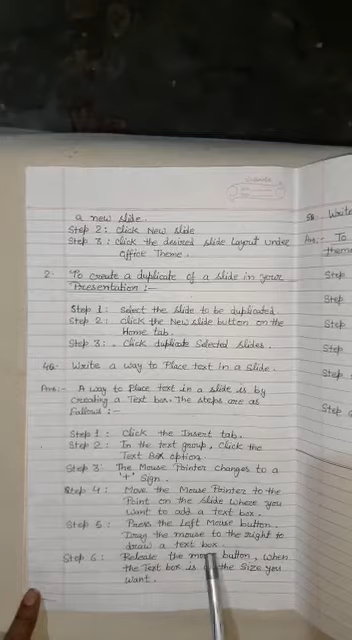 a new slide.
Step 2: Click New slide
Step 3: Click the desired slide Layout under
office Theme.
2. To create a duplicate of a slide in your
Presentation :-
Step 1: Select the slide to be duplicated
Step 2: Click the New slide button on the
Home tab.
Step 3: Click duplicate Selected slides.
4Q. Write a way to Place text in a slide.
Ans:- A way to Place text in a slide is by
creating a Text box. The steps are as
Follows :-
Step 1: Click the Insert tab.
Step 2: In the text group, click the
Text Box option.
Step 3: The Mouse Pointer changes to a
'+' Sign.
Step 4: Move the Mouse Pointer to the
Point on the slide where you
want to add a text box.
Step 5: Press the Left Mouse button.
Drag the mouse to the right to
draw a text box.
Step 6: Release the button, when
the Text box is the size you
want.
5Q. Write
Ans:- To
theme
Step
Step
Step
Step
Step
Step